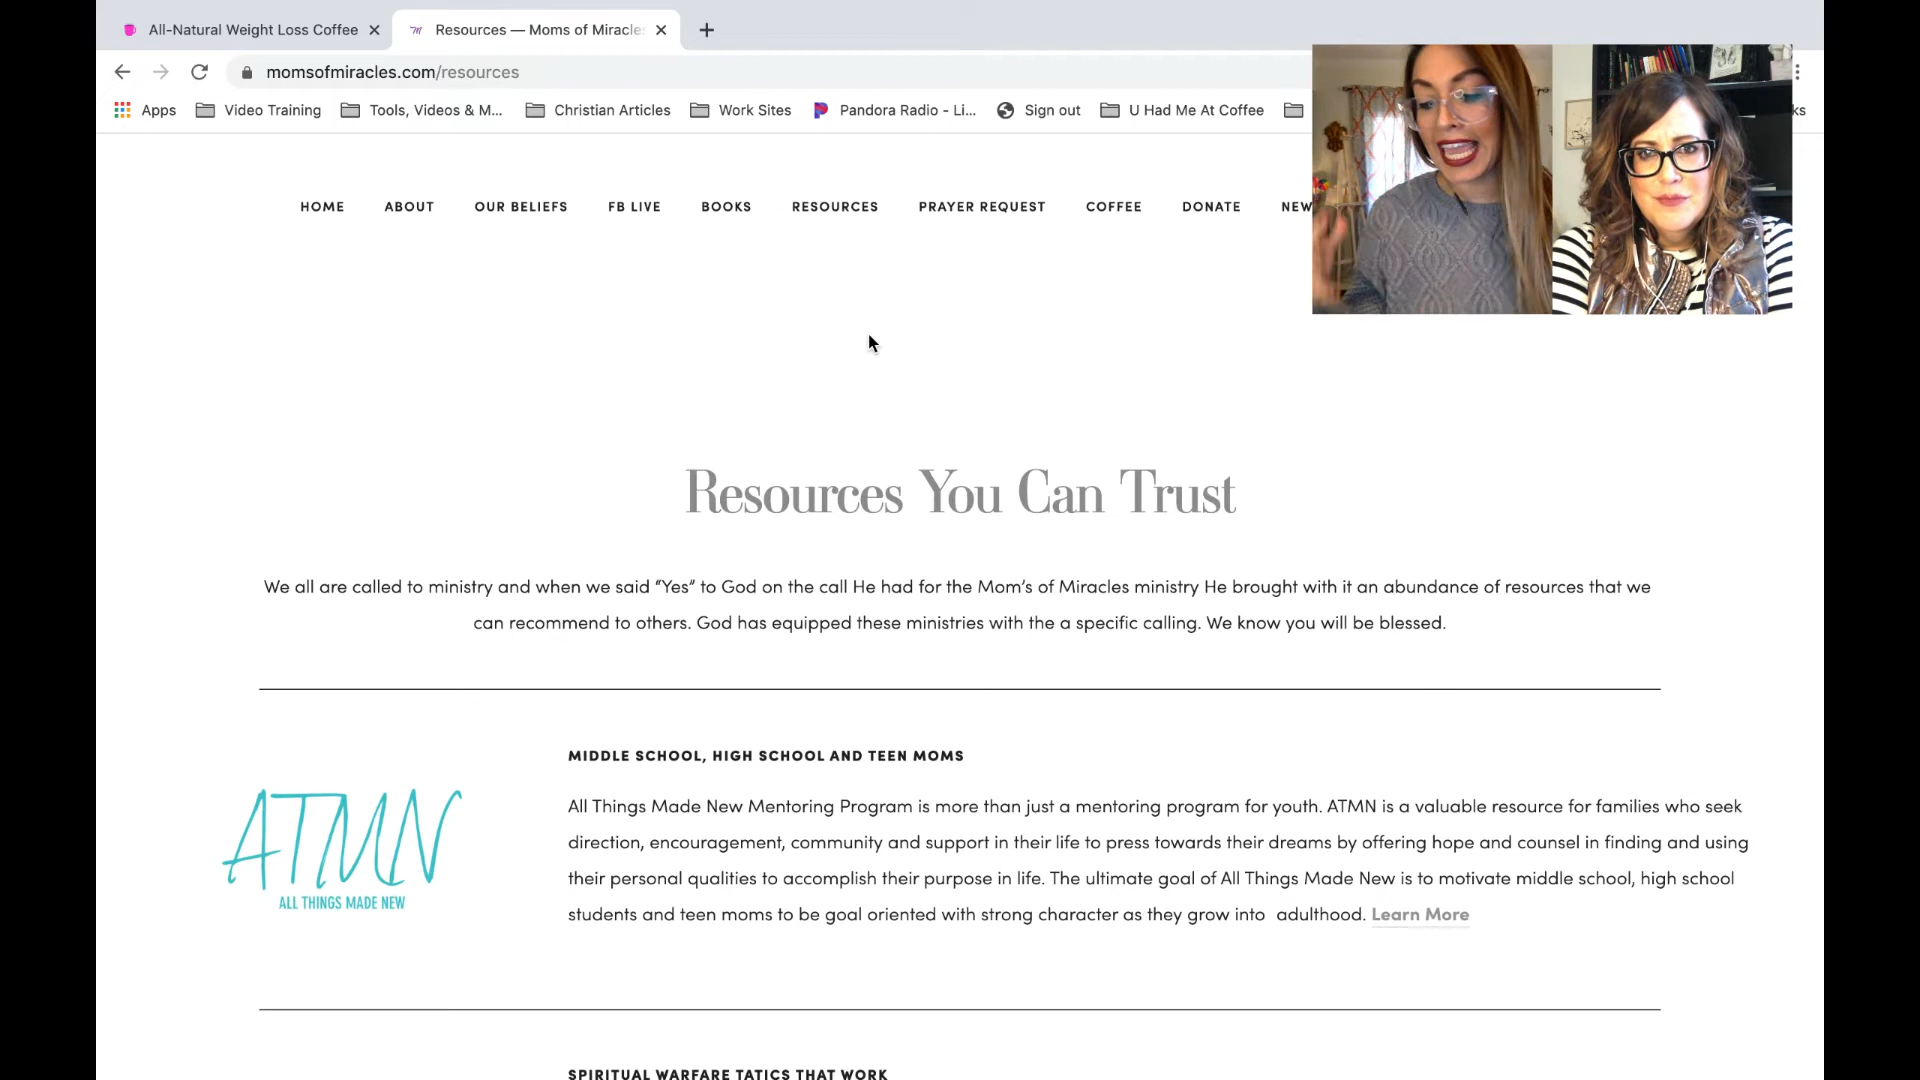 All-Natural Weight Loss Coffee
Resources — Moms of Miracle
momsofmiracles.com/resources
Apps
Video Training
Tools, Videos & M...
Christian Articles
Work Sites
Pandora Radio - Li...
Sign out
U Had Me At Coffee
ks
HOME
ABOUT
OUR BELIEFS
FB LIVE
BOOKS
RESOURCES
PRAYER REQUEST
COFFEE
DONATE
NEW
Resources You Can Trust
We all are called to ministry and when we said “Yes” to God on the call He had for the Mom’s of Miracles ministry He brought with it an abundance of resources that we
can recommend to others. God has equipped these ministries with the a specific calling. We know you will be blessed.
MIDDLE SCHOOL, HIGH SCHOOL AND TEEN MOMS
ATMN
ALL THINGS MADE NEW
All Things Made New Mentoring Program is more than just a mentoring program for youth. ATMN is a valuable resource for families who seek
direction, encouragement, community and support in their life to press towards their dreams by offering hope and counsel in finding and using
their personal qualities to accomplish their purpose in life. The ultimate goal of All Things Made New is to motivate middle school, high school
students and teen moms to be goal oriented with strong character as they grow into adulthood. Learn More
SPIRITUAL WARFARE TATICS THAT WORK